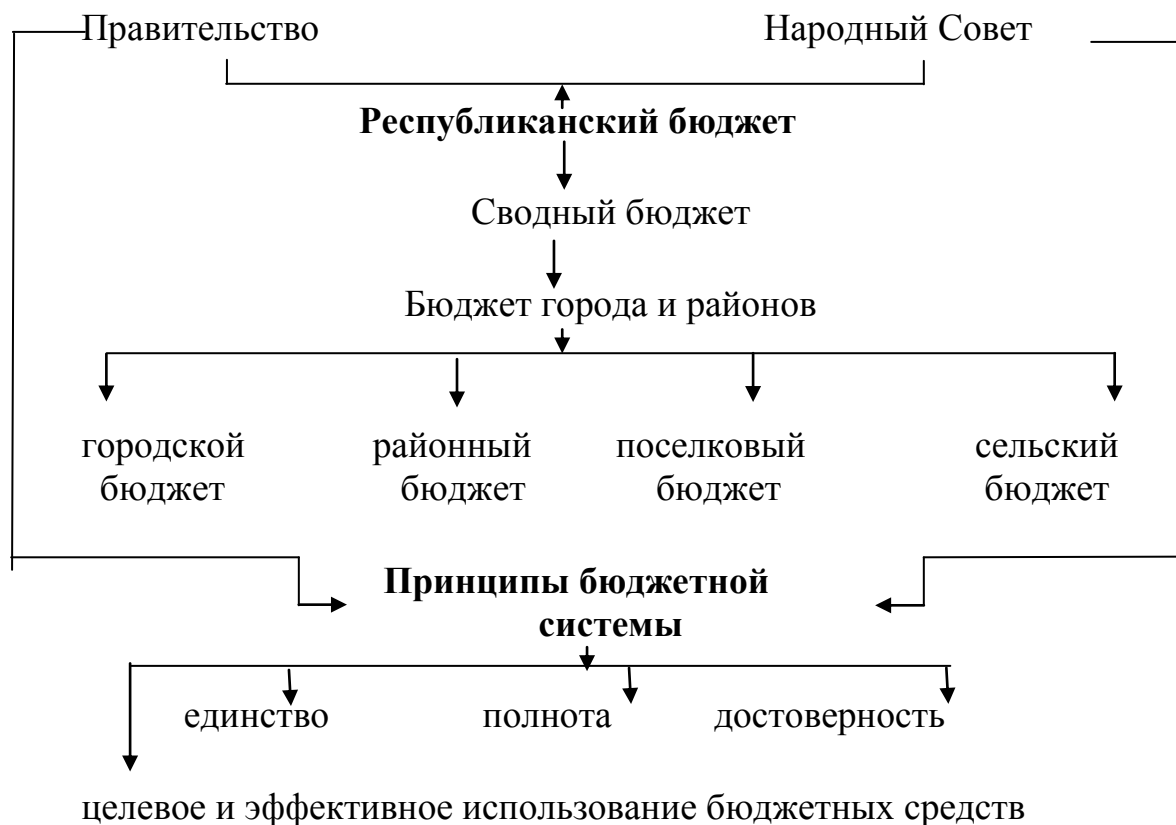 Правительство Народный Совет
Республиканский бюджет
Сводный бюджет
Бюджет города и районов
городской районный поселковый сельский
бюджет бюджет бюджет бюджет
Принципы бюджетной
системы
единство полнота достоверность
целевое и эффективное использование бюджетных средств